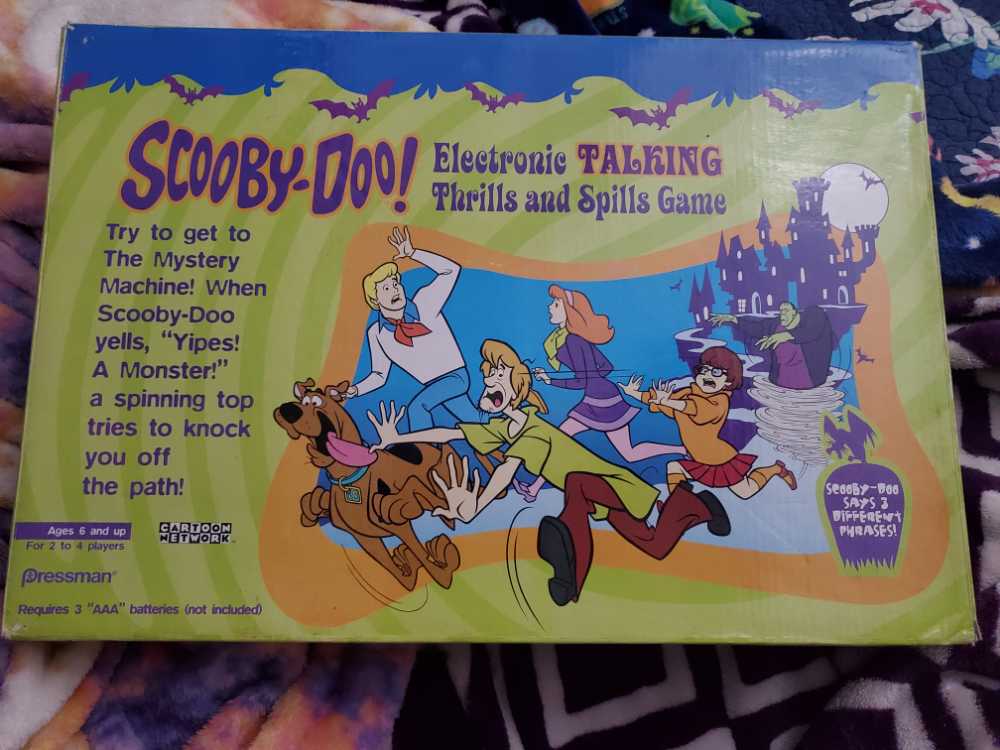 SCOOBY-DOO!
Electronic TALKING
Thrills and Spills Game
Try to get to
The Mystery
Machine! When
Scooby-Doo
yells, "Yipes!
A Monster!"
a spinning top
tries to knock
you off
the path!
SCOOBY-DOO
SAYS 3
DIFFERENT
PHRASES!
Ages 6 and up
For 2 to 4 players
CARTOON
NETWORK
Pressman®
Requires 3 "AAA" batteries (not included)